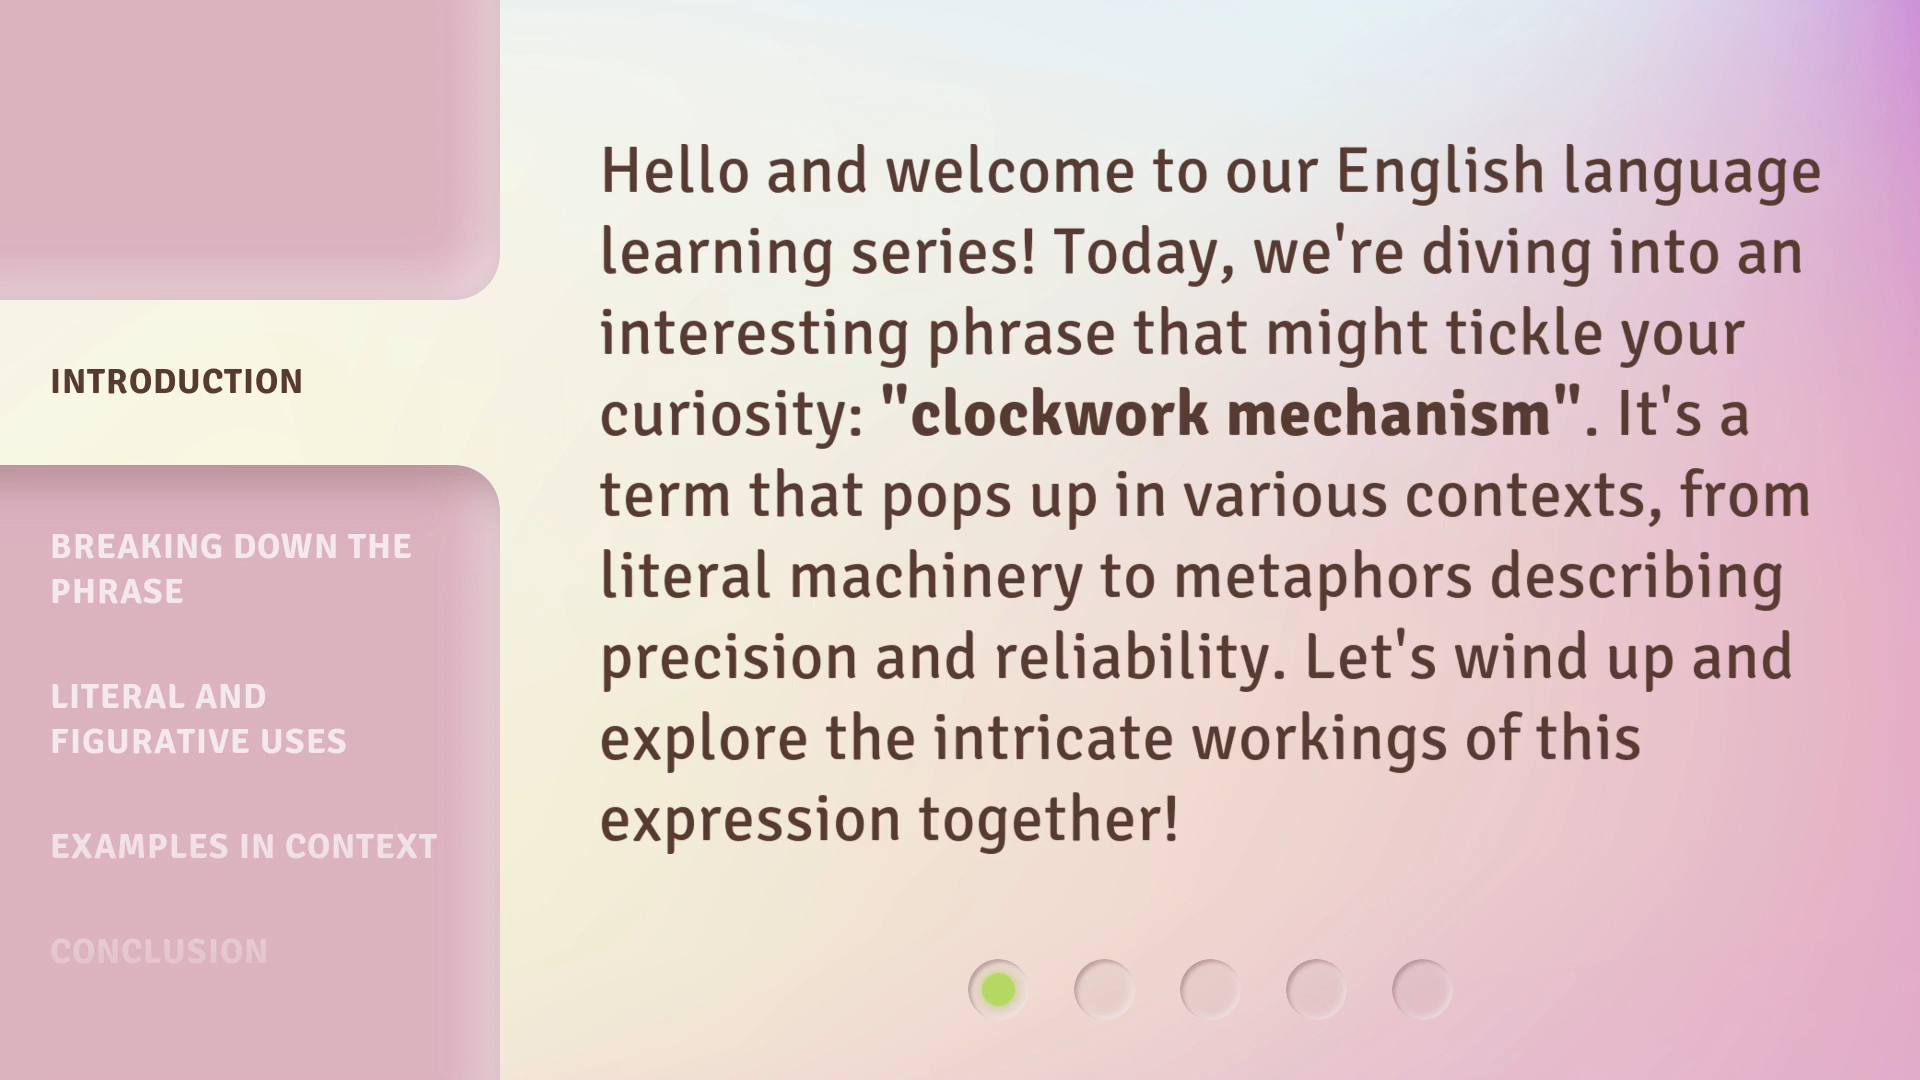 INTRODUCTION
BREAKING DOWN THE
PHRASE
LITERAL AND
FIGURATIVE USES
EXAMPLES IN CONTEXT
CONCLUSION
Hello and welcome to our English language
learning series! Today, we're diving into an
interesting phrase that might tickle your
curiosity: "clockwork mechanism". It's a
term that pops up in various contexts, from
literal machinery to metaphors describing
precision and reliability. Let's wind up and
explore the intricate workings of this
expression together!